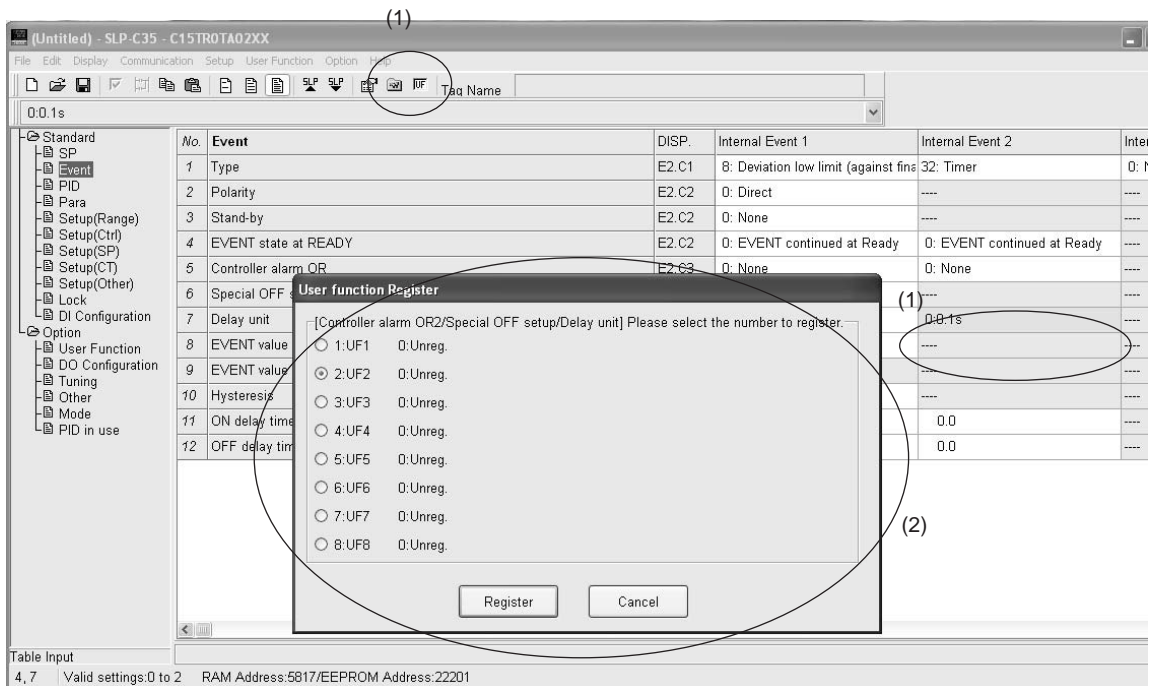 (1)
(Untitled) - SLP-C35 - C15TR0TA02XX
File Edit Display Communication Setup User Function Option Help
SLP SLP UF Tag Name
0:0.1s
Standard
SP
Event
PID
Para
Setup(Range)
Setup(Ctrl)
Setup(SP)
Setup(CT)
Setup(Other)
Lock
DI Configuration
Option
User Function
DO Configuration
Tuning
Other
Mode
PID in use
No. Event DISP. Internal Event 1 Internal Event 2 Inter
1 Type E2.C1 8: Deviation low limit (against fina 32: Timer 0: N
2 Polarity E2.C2 0: Direct ---- ----
3 Stand-by E2.C2 0: None ---- ----
4 EVENT state at READY E2.C2 0: EVENT continued at Ready 0: EVENT continued at Ready ----
5 Controller alarm OR E2.C3 0: None 0: None ----
6 Special OFF s ---- ----
7 Delay unit 0:0.1s ----
8 EVENT value ---- ----
9 EVENT value ---- ----
10 Hysteresis ---- ----
11 ON delay time 0.0 ----
12 OFF delay tim 0.0 ----
User function Register
(1)
[Controller alarm OR2/Special OFF setup/Delay unit] Please select the number to register.
1:UF1 0:Unreg.
2:UF2 0:Unreg.
3:UF3 0:Unreg.
4:UF4 0:Unreg.
5:UF5 0:Unreg.
6:UF6 0:Unreg.
7:UF7 0:Unreg.
8:UF8 0:Unreg.
(2)
Register Cancel
Table Input
4, 7 Valid settings:0 to 2 RAM Address:5817/EEPROM Address:22201